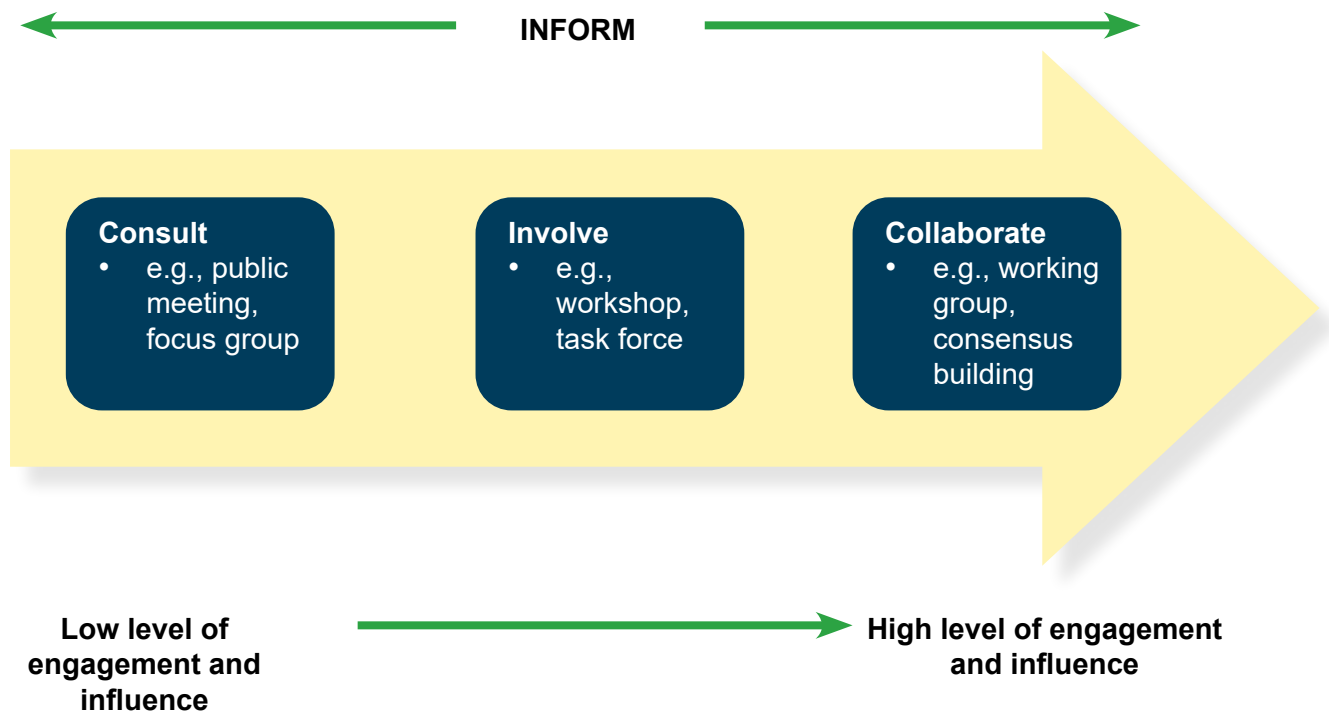 INFORM
Consult
• e.g., public
meeting,
focus group
Involve
• e.g.,
workshop,
task force
Collaborate
• e.g., working
group,
consensus
building
Low level of
engagement and
influence
High level of engagement
and influence